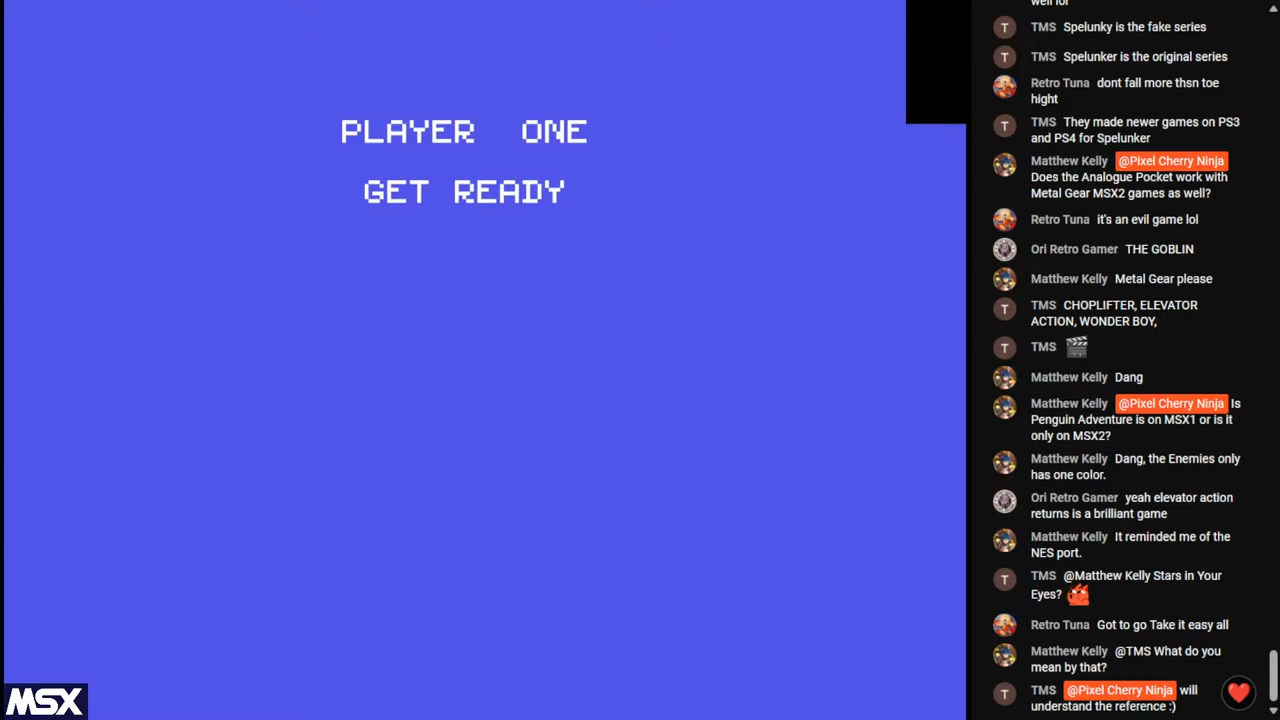 PLAYER ONE
GET READY
MSX
well lol
TMS Spelunky is the fake series
TMS Spelunker is the original series
Retro Tuna dont fall more thsn toe
hight
TMS They made newer games on PS3
and PS4 for Spelunker
Matthew Kelly @Pixel Cherry Ninja
Does the Analogue Pocket work with
Metal Gear MSX2 games as well?
Retro Tuna it's an evil game lol
Ori Retro Gamer THE GOBLIN
Matthew Kelly Metal Gear please
TMS CHOPLIFTER, ELEVATOR
ACTION, WONDER BOY,
TMS
Matthew Kelly Dang
Matthew Kelly @Pixel Cherry Ninja Is
Penguin Adventure is on MSX1 or is it
only on MSX2?
Matthew Kelly Dang, the Enemies only
has one color.
Ori Retro Gamer yeah elevator action
returns is a brilliant game
Matthew Kelly It reminded me of the
NES port.
TMS @Matthew Kelly Stars in Your
Eyes?
Retro Tuna Got to go Take it easy all
Matthew Kelly @TMS What do you
mean by that?
TMS @Pixel Cherry Ninja will
understand the reference :)